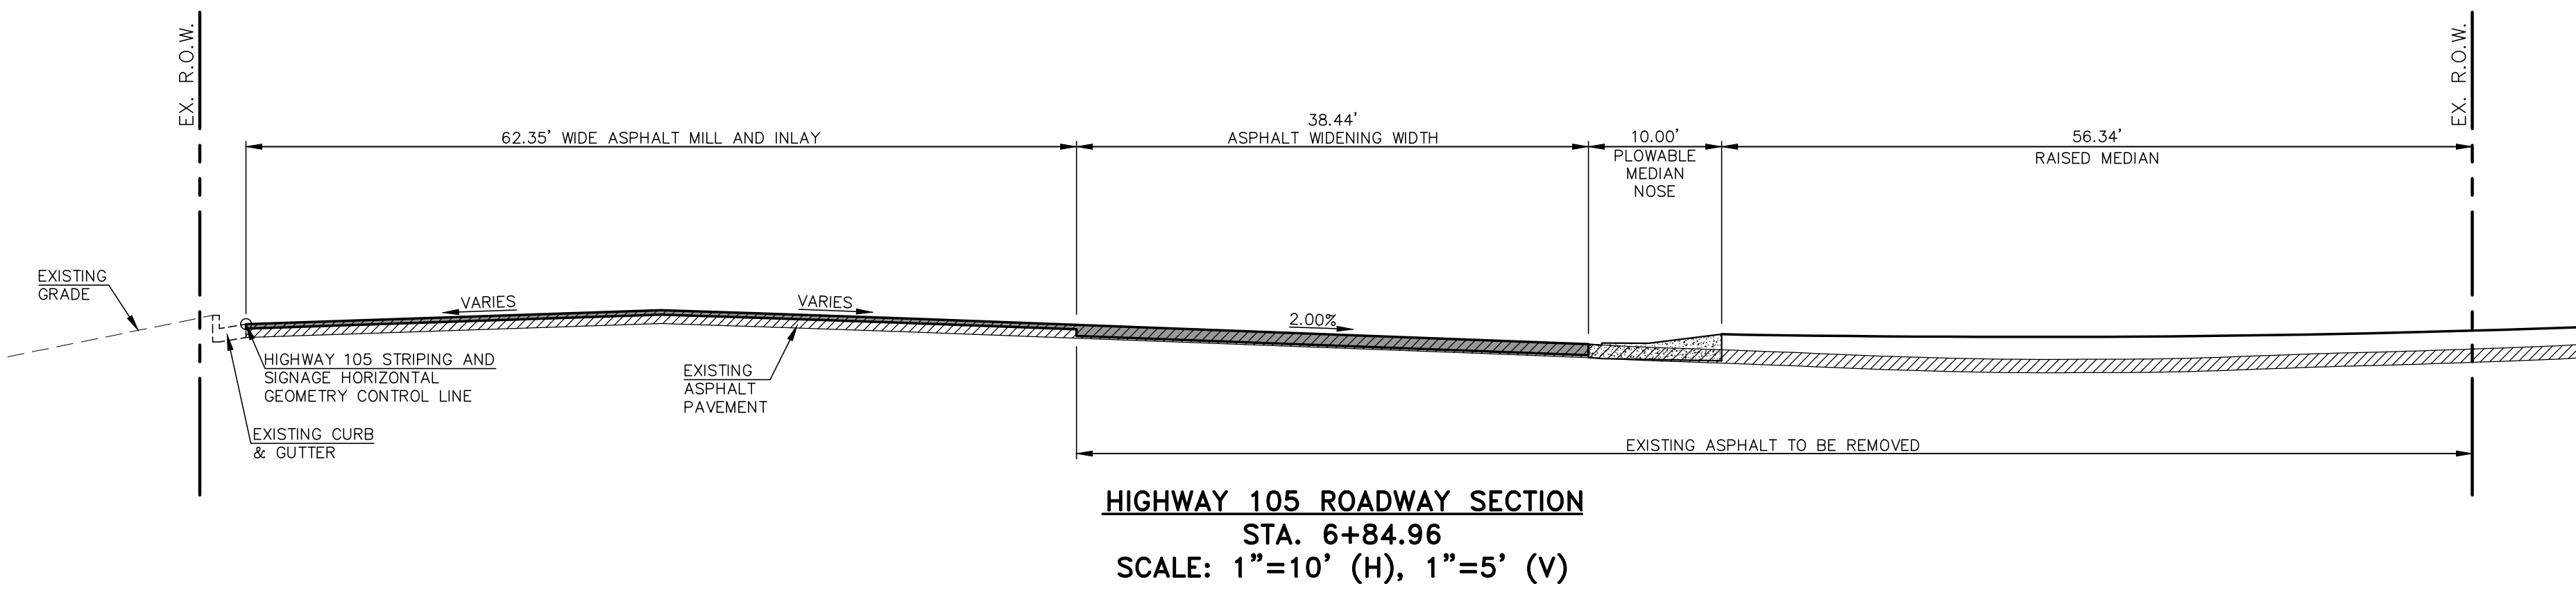 EX. R.O.W.
EX. R.O.W.
62.35' WIDE ASPHALT MILL AND INLAY
38.44'
ASPHALT WIDENING WIDTH
10.00'
PLOWABLE
MEDIAN
NOSE
56.34'
RAISED MEDIAN
EXISTING
GRADE
VARIES
VARIES
2.00%
HIGHWAY 105 STRIPING AND
SIGNAGE HORIZONTAL
GEOMETRY CONTROL LINE
EXISTING
ASPHALT
PAVEMENT
EXISTING CURB
& GUTTER
EXISTING ASPHALT TO BE REMOVED
HIGHWAY 105 ROADWAY SECTION
STA. 6+84.96
SCALE: 1"=10' (H), 1"=5' (V)